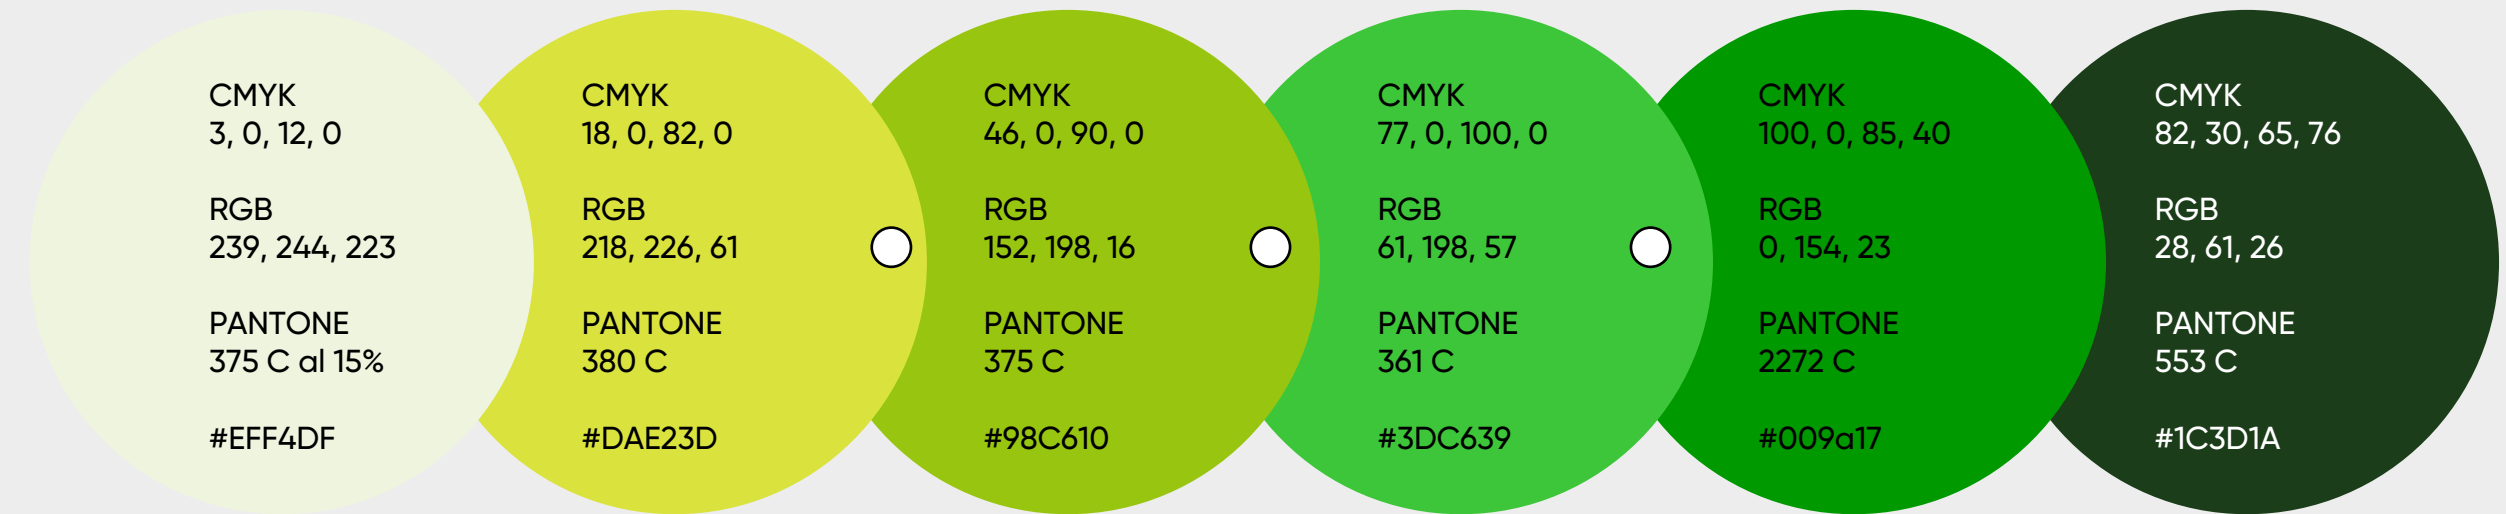 CMYK
3, 0, 12, 0
RGB
239, 244, 223
PANTONE
375 C al 15%
#EFF4DF
CMYK
18, 0, 82, 0
RGB
218, 226, 61
PANTONE
380 C
#DAE23D
CMYK
46, 0, 90, 0
RGB
152, 198, 16
PANTONE
375 C
#98C610
CMYK
77, 0, 100, 0
RGB
61, 198, 57
PANTONE
361 C
#3DC639
CMYK
100, 0, 85, 40
RGB
0, 154, 23
PANTONE
2272 C
#009a17
CMYK
82, 30, 65, 76
RGB
28, 61, 26
PANTONE
553 C
#1C3D1A